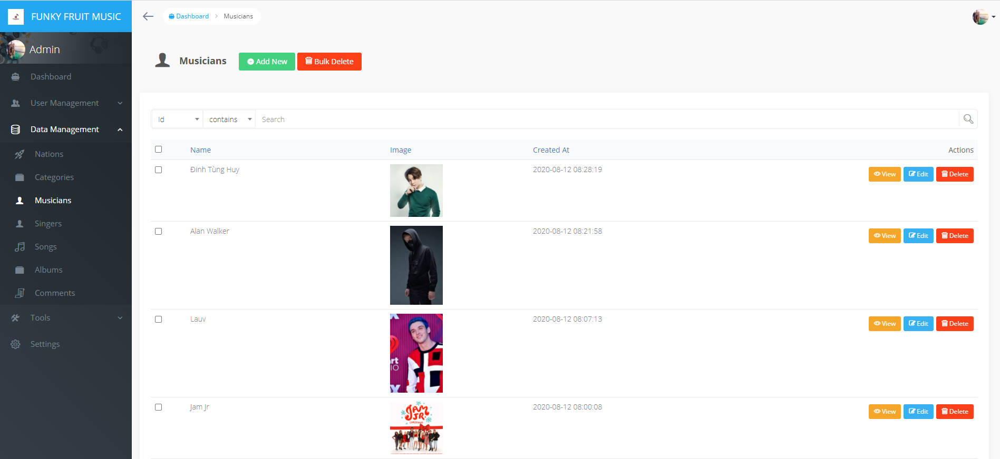 FUNKY FRUIT MUSIC
Admin
Dashboard
User Management
Data Management
Nations
Categories
Musicians
Singers
Songs
Albums
Comments
Tools
Settings
Dashboard > Musicians
Musicians
Add New
Bulk Delete
Id contains Search
Name Image Created At Actions
Đinh Tùng Huy 2020-08-12 08:28:19 View Edit Delete
Alan Walker 2020-08-12 08:21:58 View Edit Delete
Lauv 2020-08-12 08:07:13 View Edit Delete
Jam Jr 2020-08-12 08:00:08 View Edit Delete
JAM
JR.
CHRISTMAS